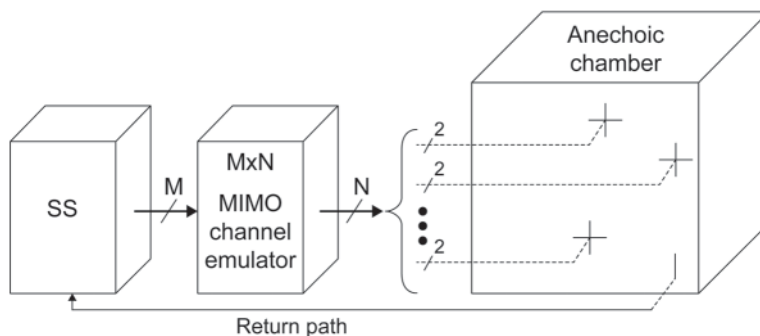 Anechoic
chamber
SS
M
MxN
MIMO
channel
emulator
N
2
2
2
Return path